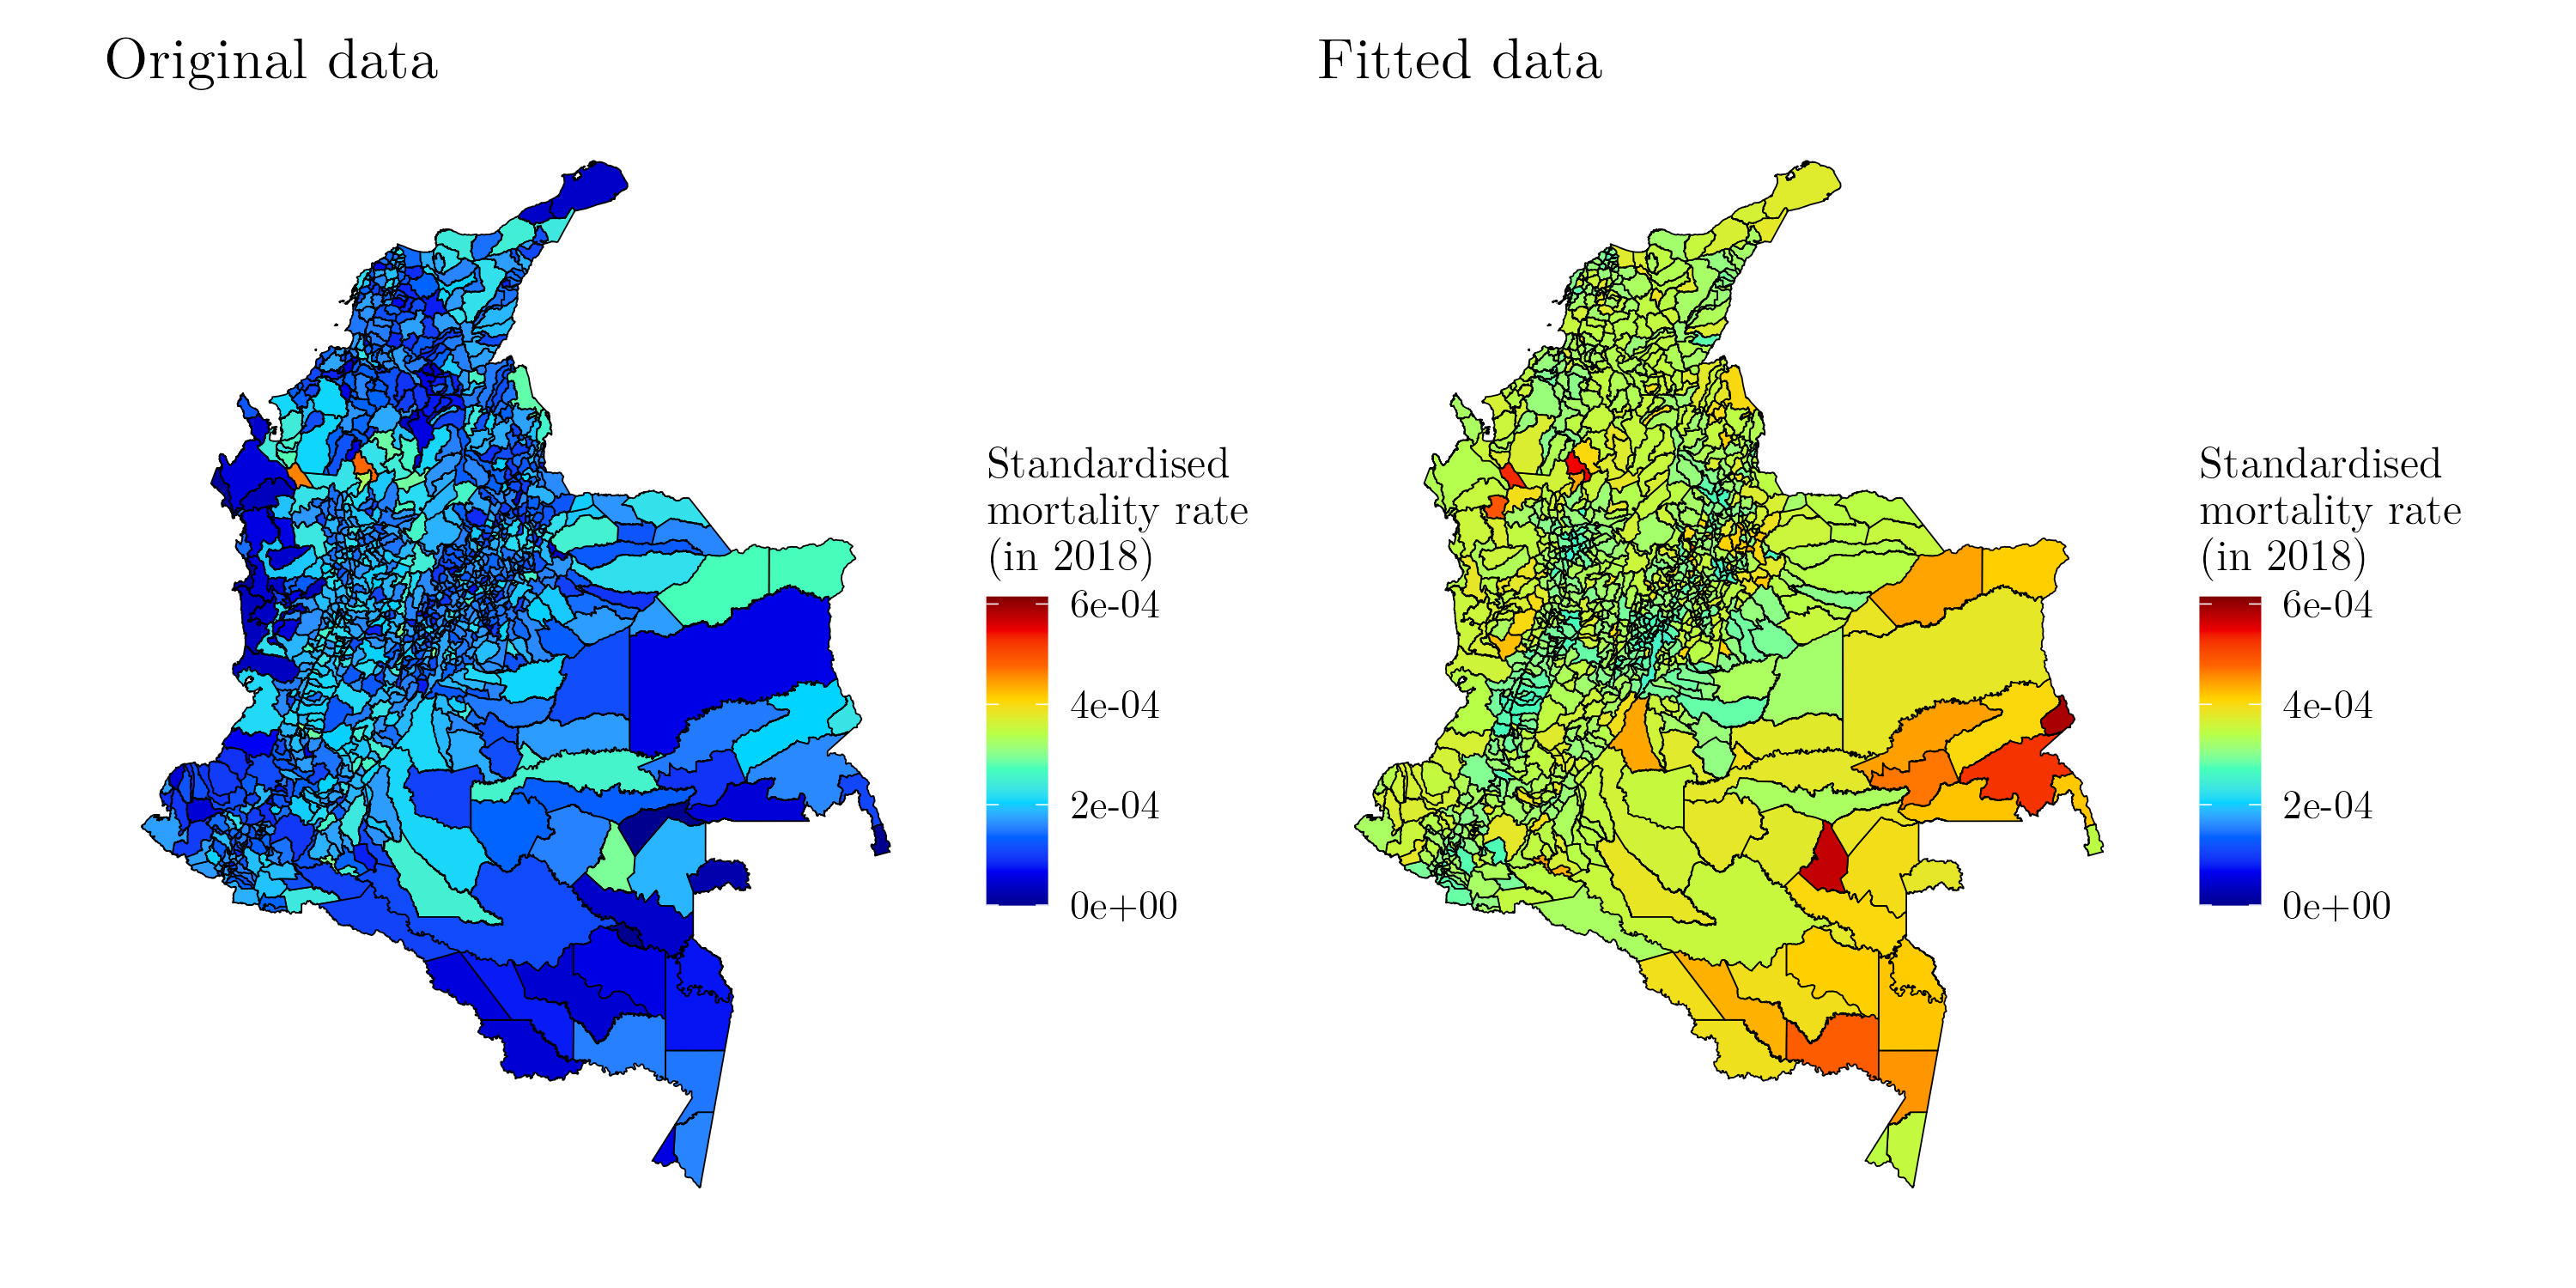 Original data
Standardised
mortality rate
(in 2018)
6e-04
4e-04
2e-04
0e+00
Fitted data
Standardised
mortality rate
(in 2018)
6e-04
4e-04
2e-04
0e+00